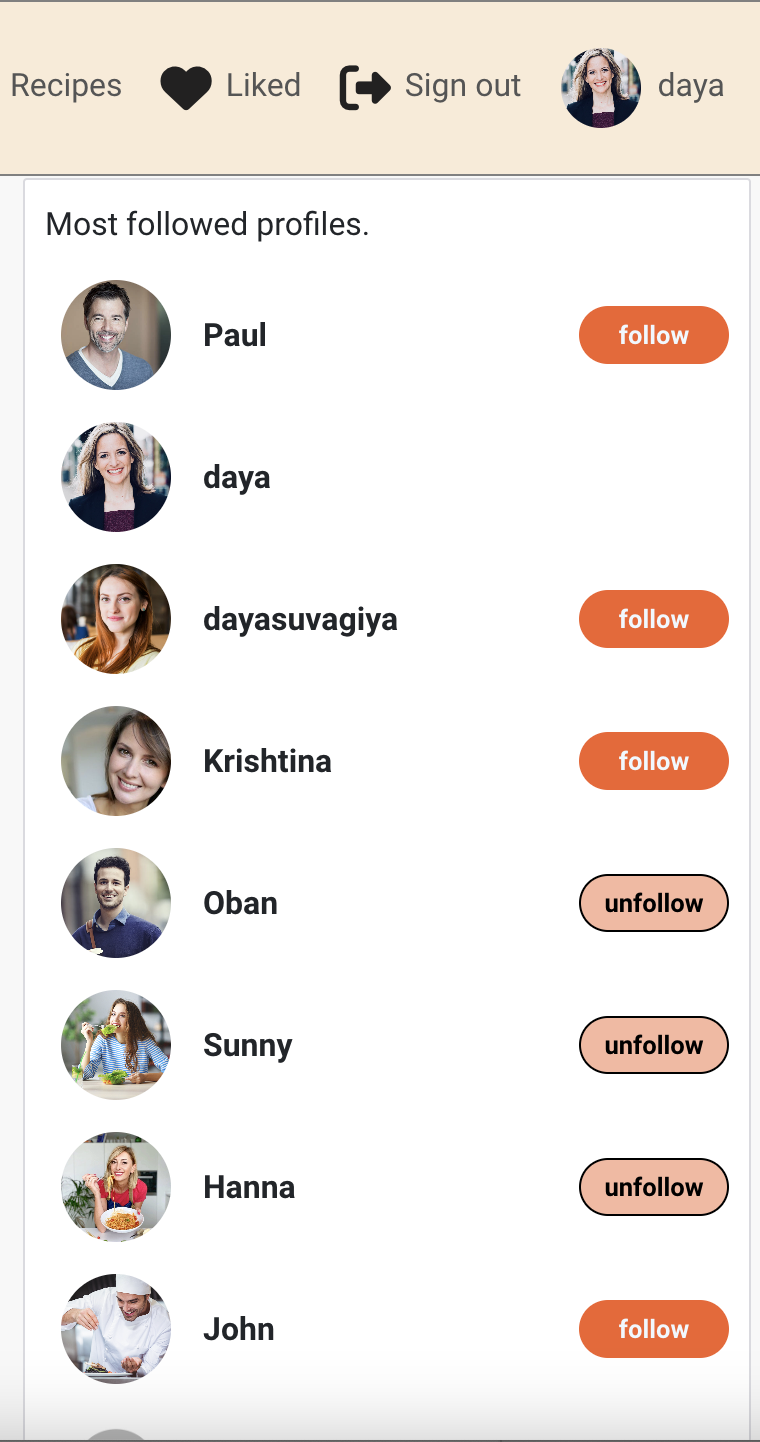 Recipes Liked Sign out daya
Most followed profiles.
Paul follow
daya
dayasuvagiya follow
Krishtina follow
Oban unfollow
Sunny unfollow
Hanna unfollow
John follow